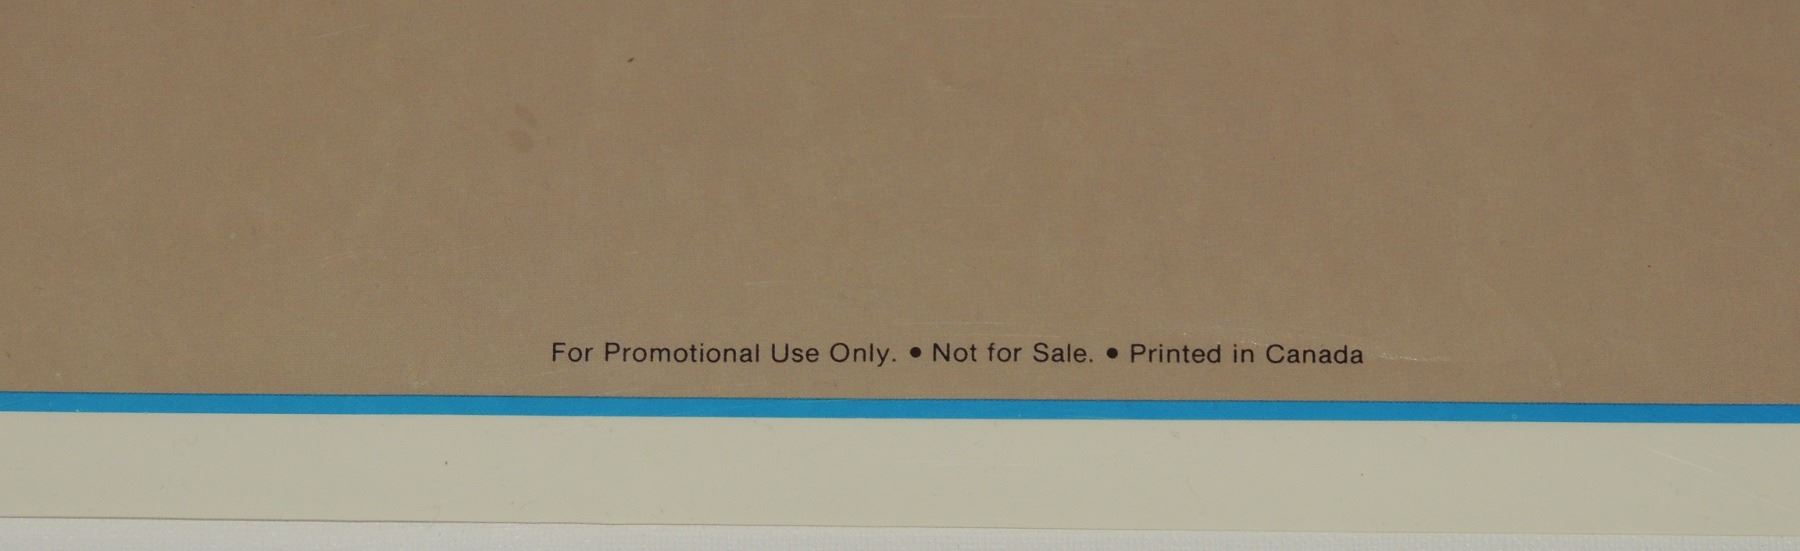 For Promotional Use Only. • Not for Sale. • Printed in Canada